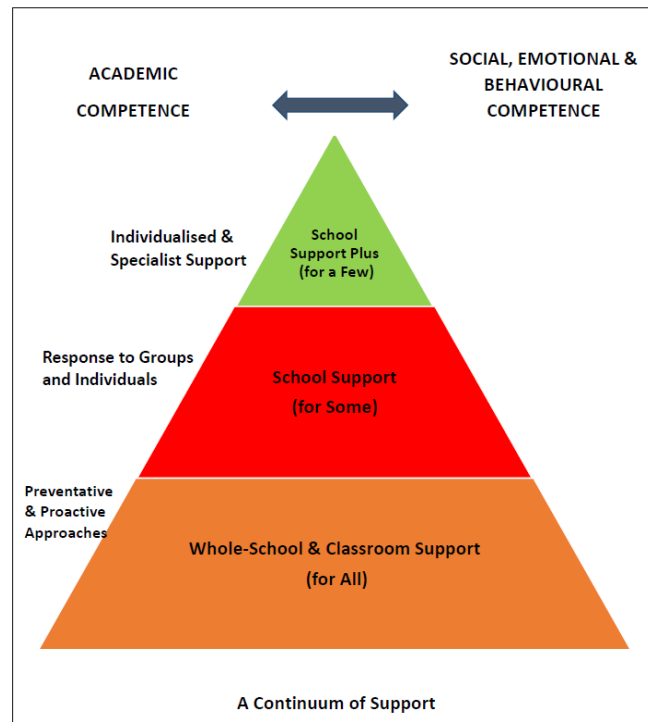 ACADEMIC
COMPETENCE
SOCIAL, EMOTIONAL &
BEHAVIOURAL
COMPETENCE
Individualised &
Specialist Support
School
Support Plus
(for a Few)
Response to Groups
and Individuals
School Support
(for Some)
Preventative
& Proactive
Approaches
Whole-School & Classroom Support
(for All)
A Continuum of Support